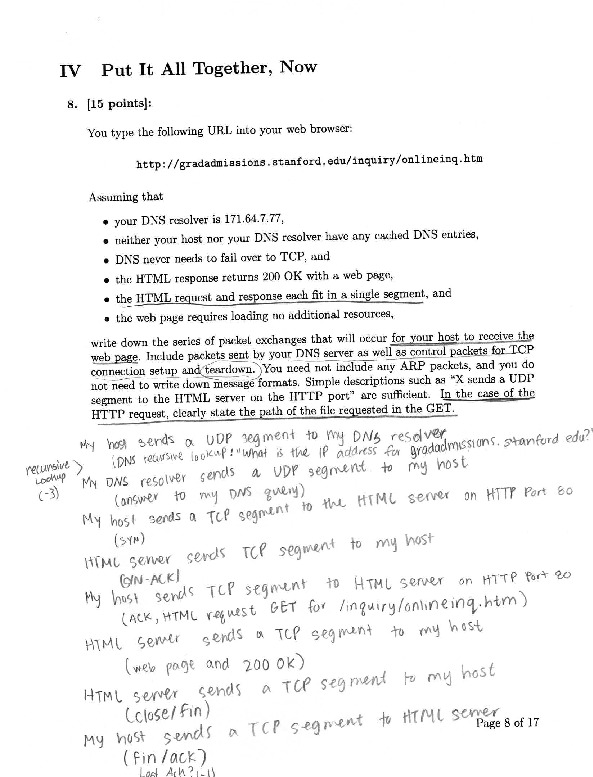 IV Put It All Together, Now
8. [15 points]:
You type the following URL into your web browser:
http://gradadmissions.stanford.edu/inquiry/onlineinq.htm
Assuming that
• your DNS resolver is 171.64.7.77,
• neither your host nor your DNS resolver have any cached DNS entries,
• DNS never needs to fail over to TCP, and
• the HTML response returns 200 OK with a web page,
• the HTML request and response each fit in a single segment, and
• the web page requires loading no additional resources,
write down the series of packet exchanges that will occur for your host to receive the
web page. Include packets sent by your DNS server as well as control packets for TCP
connection setup and teardown. You need not include any ARP packets, and you do
not need to write down message formats. Simple descriptions such as "X sends a UDP
segment to the HTML server on the HTTP port" are sufficient. In the case of the
HTTP request, clearly state the path of the file requested in the GET.
My host sends a UDP segment to my DNS resolver
(DNS recursive lookup: "what is the IP address for gradadmissions.stanford edu?"
recursive
lookup
(-3)
My DNS resolver sends a UDP segment to my host
(answer to my DNS query)
My host sends a TCP segment to the HTML server on HTTP Port 80
(SYN)
HTML server sends TCP segment to my host
(SYN-ACK)
My host sends TCP segment to HTML server on HTTP Port 80
(ACK, HTML request GET for /inquiry/onlineinq.htm)
HTML server sends a TCP segment to my host
(web page and 200 OK)
HTML server sends a TCP segment to my host
(close/fin)
My host sends a TCP segment to HTML server
Page 8 of 17
(fin/ack)
Last Ack? (-1)